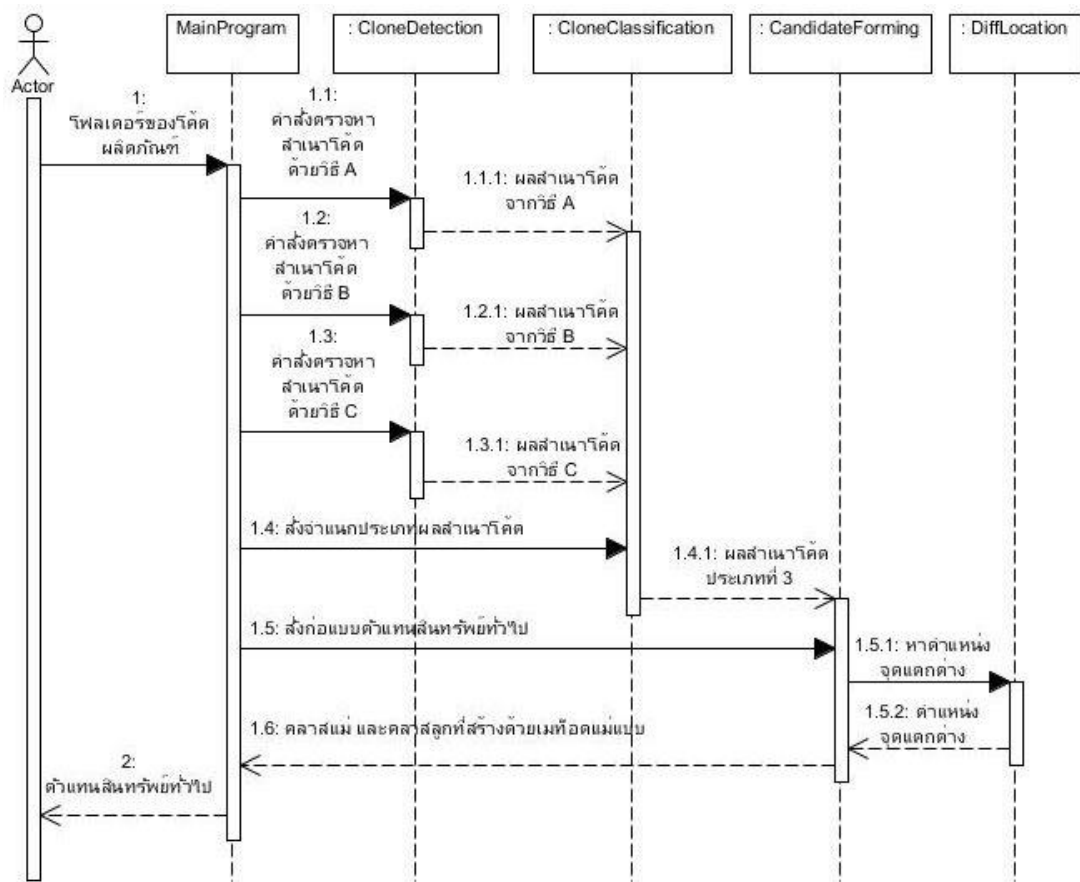 MainProgram
: CloneDetection
: CloneClassification
: CandidateForming
: DiffLocation
Actor
1:
โฟลเดอร์ของโค้ด
ผลิตภัณฑ์
1.1:
คำสั่งตรวจหา
สำเนาโค้ด
ด้วยวิธี A
1.1.1: ผลสำเนาโค้ด
จากวิธี A
1.2:
คำสั่งตรวจหา
สำเนาโค้ด
ด้วยวิธี B
1.2.1: ผลสำเนาโค้ด
จากวิธี B
1.3:
คำสั่งตรวจหา
สำเนาโค้ด
ด้วยวิธี C
1.3.1: ผลสำเนาโค้ด
จากวิธี C
1.4: สั่งจำแนกประเภทผลสำเนาโค้ด
1.4.1: ผลสำเนาโค้ด
ประเภทที่ 3
1.5: สั่งก่อแบบตัวแทนสินทรัพย์ทั่วไป
1.5.1: หาตำแหน่ง
จุดแตกต่าง
1.5.2: ตำแหน่ง
จุดแตกต่าง
1.6: คลาสแม่ และคลาสลูกที่สร้างด้วยเมท็อดแม่แบบ
2:
ตัวแทนสินทรัพย์ทั่วไป